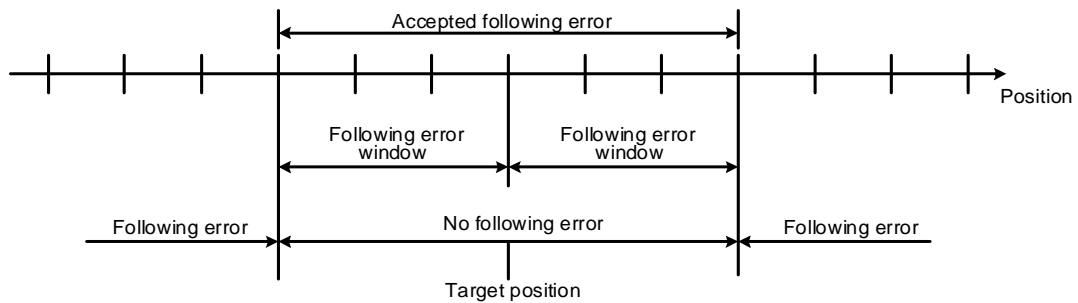 Accepted following error
Position
Following error
window
Following error
window
Following error
No following error
Following error
Target position